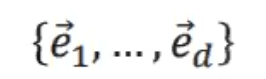 {e⃗₁, …, e⃗_d}